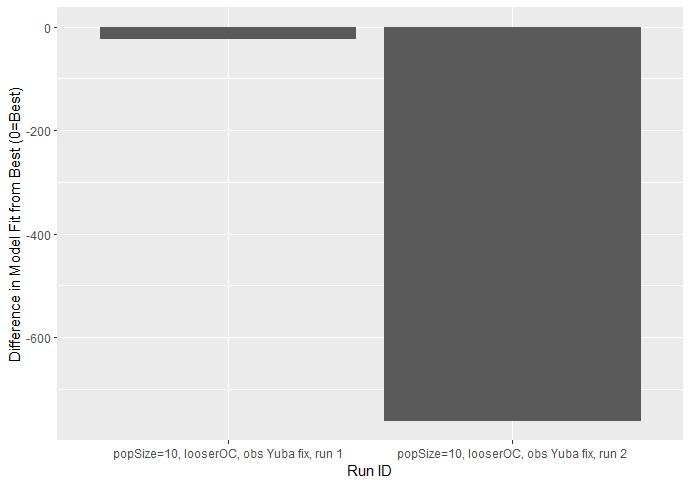 Difference in Model Fit from Best (0=Best)
0
-200
-400
-600
popSize=10, looserOC, obs Yuba fix, run 1
popSize=10, looserOC, obs Yuba fix, run 2
Run ID